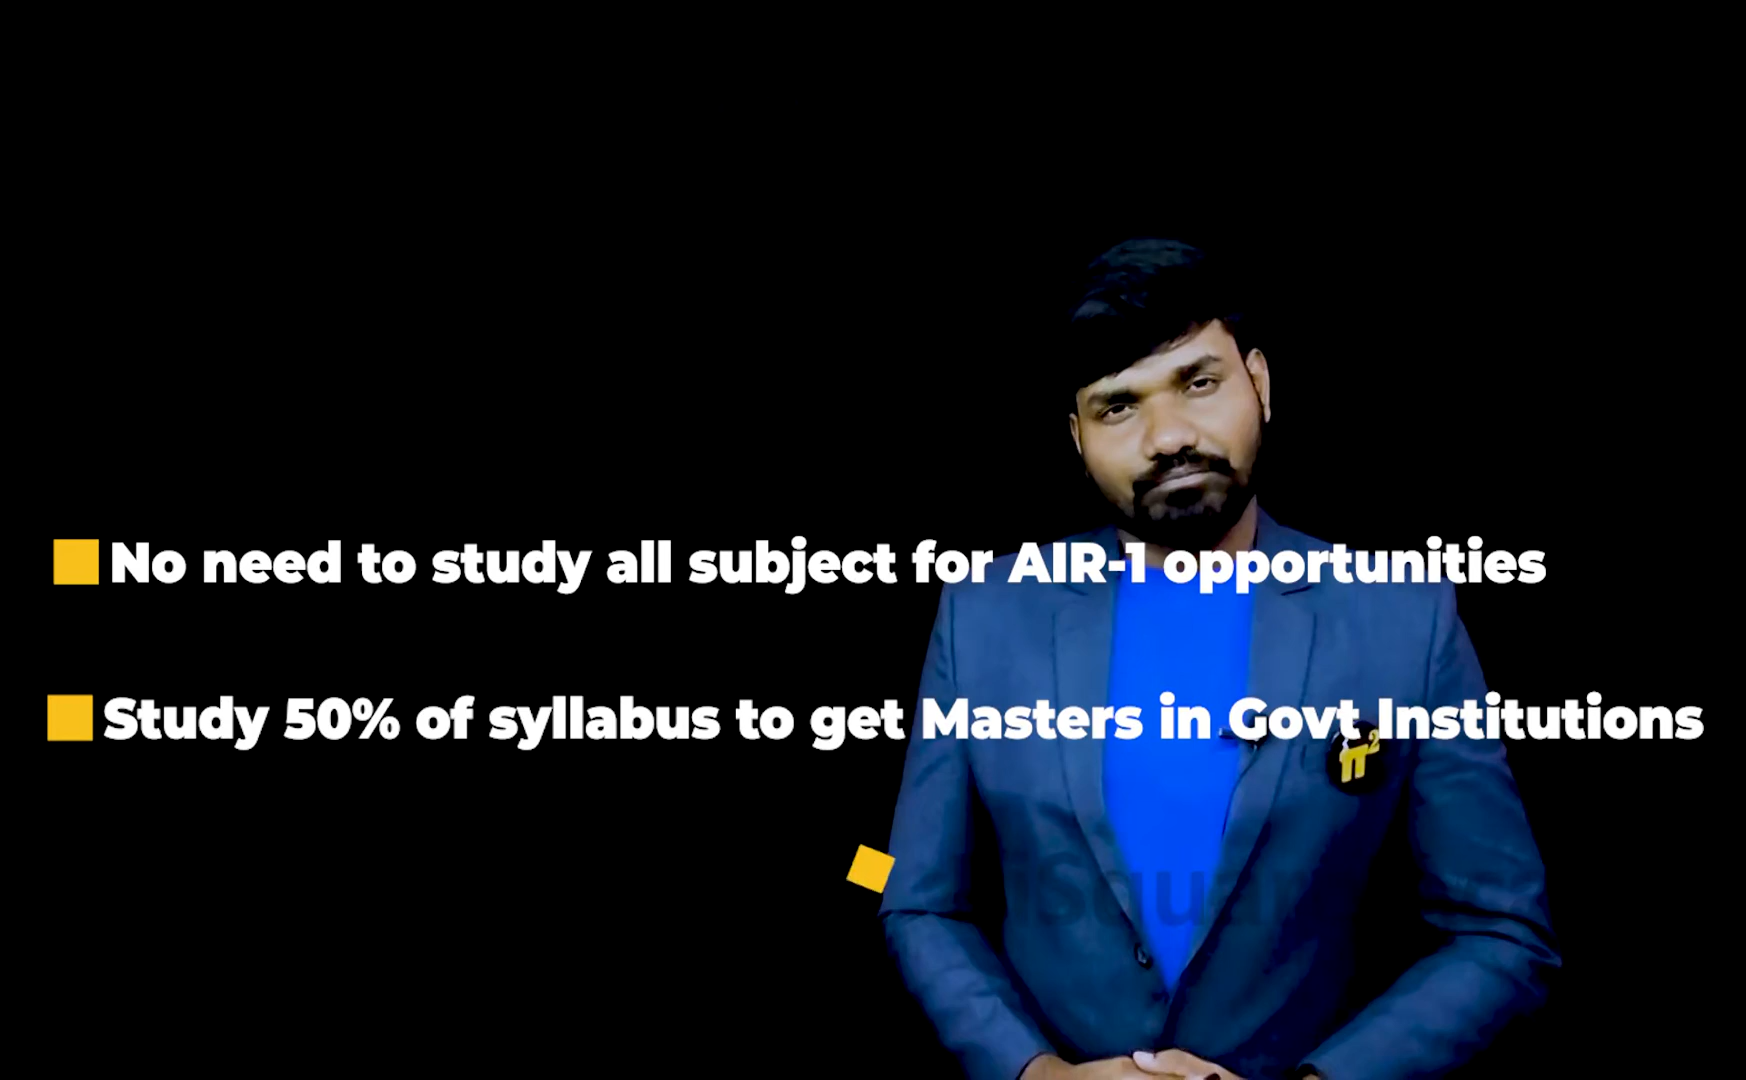 No need to study all subject for AIR-1 opportunities
Study 50% of syllabus to get Masters in Govt Institutions
π²